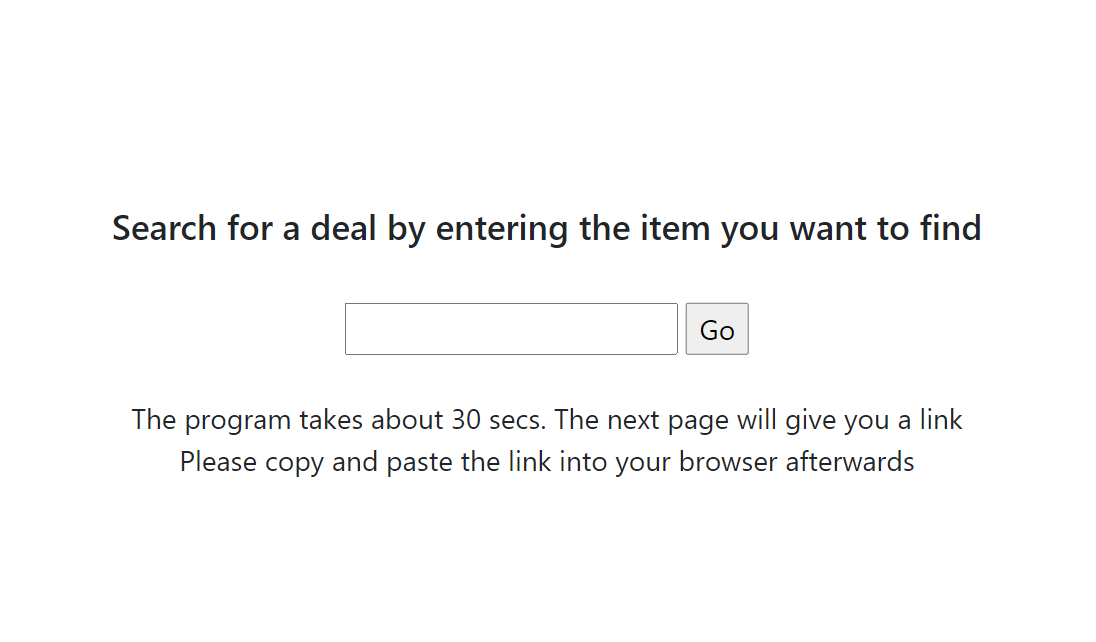 Search for a deal by entering the item you want to find
Go
The program takes about 30 secs. The next page will give you a link
Please copy and paste the link into your browser afterwards